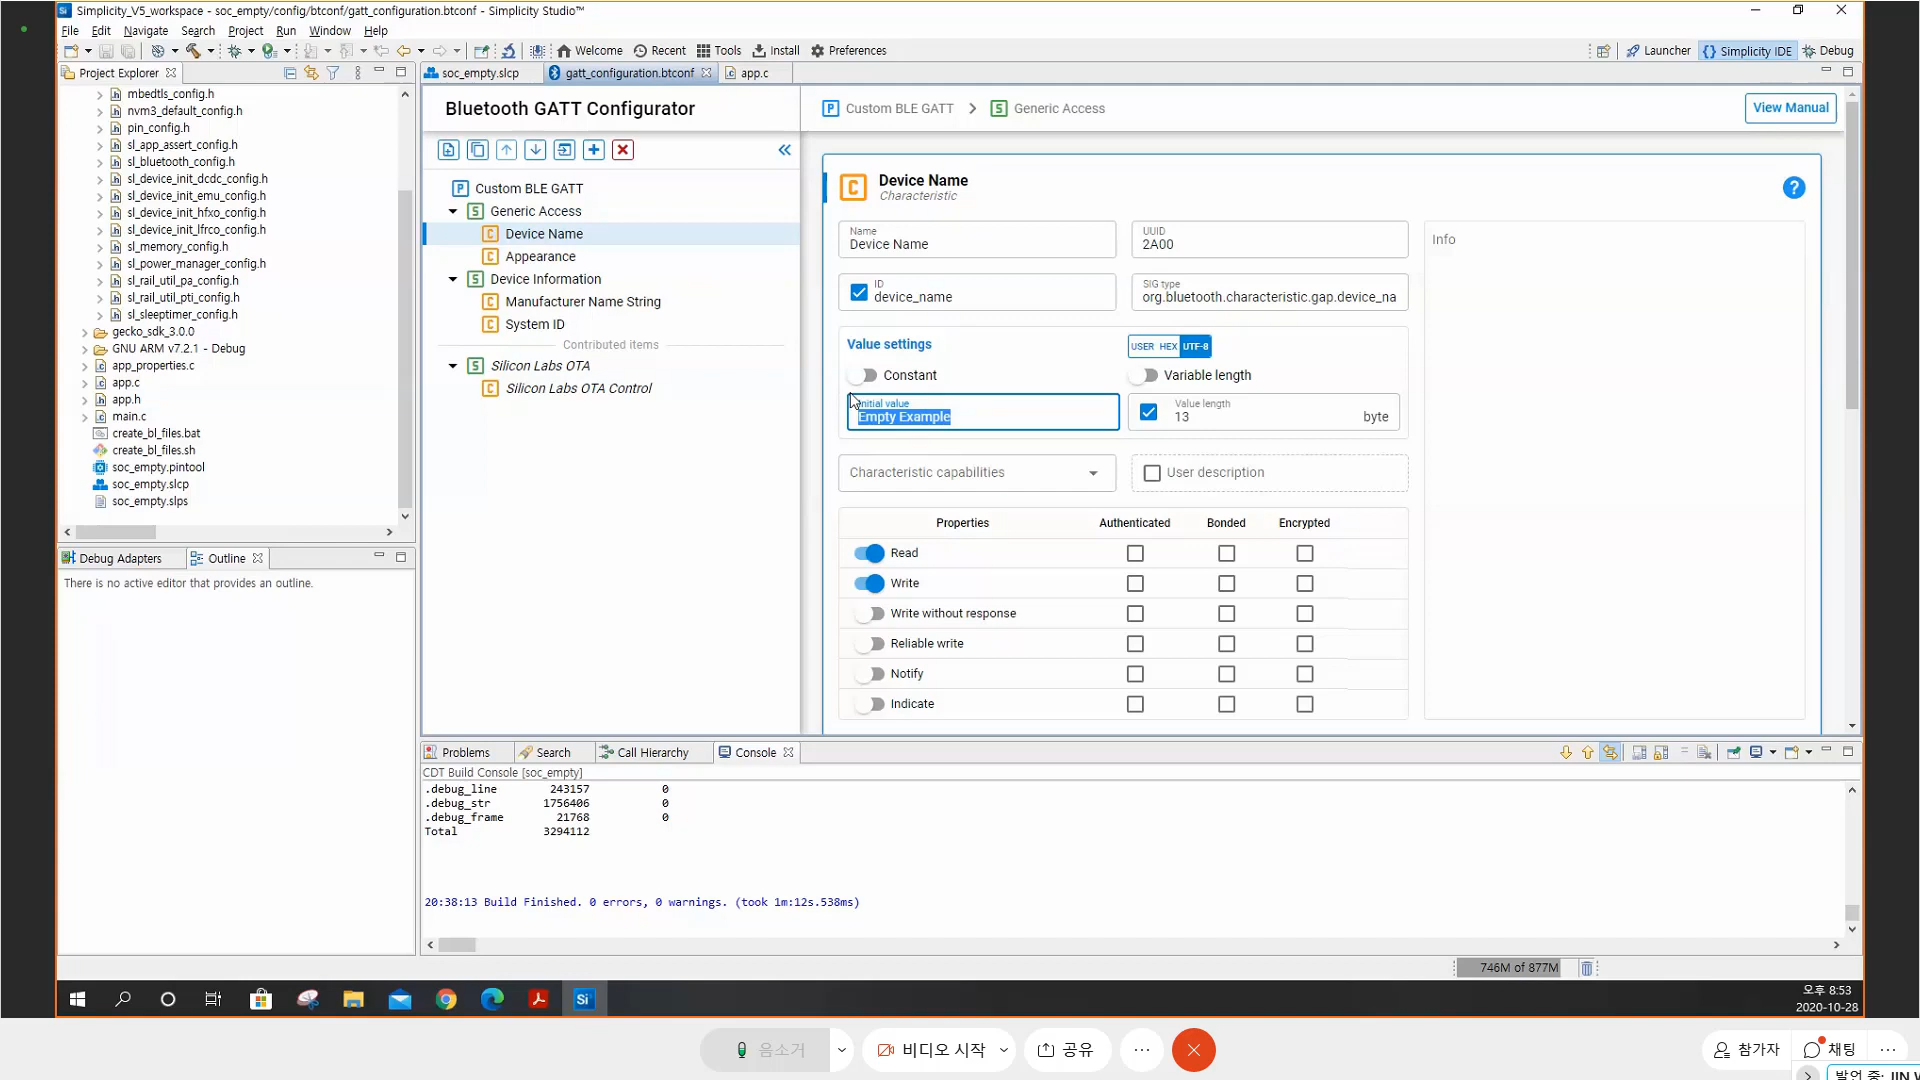 Simplicity_V5_workspace - soc_empty/config/btconf/gatt_configuration.btconf - Simplicity Studio™
File Edit Navigate Search Project Run Window Help
Welcome Recent Tools Install Preferences
Launcher Simplicity IDE Debug
Project Explorer
mbedtls_config.h
nvm3_default_config.h
pin_config.h
sl_app_assert_config.h
sl_bluetooth_config.h
sl_device_init_dcdc_config.h
sl_device_init_emu_config.h
sl_device_init_hfxo_config.h
sl_device_init_lfrco_config.h
sl_memory_config.h
sl_power_manager_config.h
sl_rail_util_pa_config.h
sl_rail_util_pti_config.h
sl_sleeptimer_config.h
gecko_sdk_3.0.0
GNU ARM v7.2.1 - Debug
app_properties.c
app.c
app.h
main.c
create_bl_files.bat
create_bl_files.sh
soc_empty.pintool
soc_empty.slcp
soc_empty.slps
Debug Adapters Outline
There is no active editor that provides an outline.
soc_empty.slcp gatt_configuration.btconf app.c
Bluetooth GATT Configurator
Custom BLE GATT
Generic Access
Device Name
Appearance
Device Information
Manufacturer Name String
System ID
Contributed items
Silicon Labs OTA
Silicon Labs OTA Control
Custom BLE GATT > Generic Access
View Manual
Device Name
Characteristic
Name
Device Name
UUID
2A00
ID
device_name
SIG type
org.bluetooth.characteristic.gap.device_na
Info
Value settings
USER HEX UTF-8
Constant
Variable length
Initial value
Empty Example
Value length
13 byte
Characteristic capabilities
User description
Properties Authenticated Bonded Encrypted
Read
Write
Write without response
Reliable write
Notify
Indicate
Problems Search Call Hierarchy Console
CDT Build Console [soc_empty]
.debug_line 243157 0
.debug_str 1756406 0
.debug_frame 21768 0
Total 3294112
20:38:13 Build Finished. 0 errors, 0 warnings. (took 1m:12s.538ms)
746M of 877M
오후 8:53
2020-10-28
음소거
비디오 시작
공유
참가자
채팅
발언 중: JIN